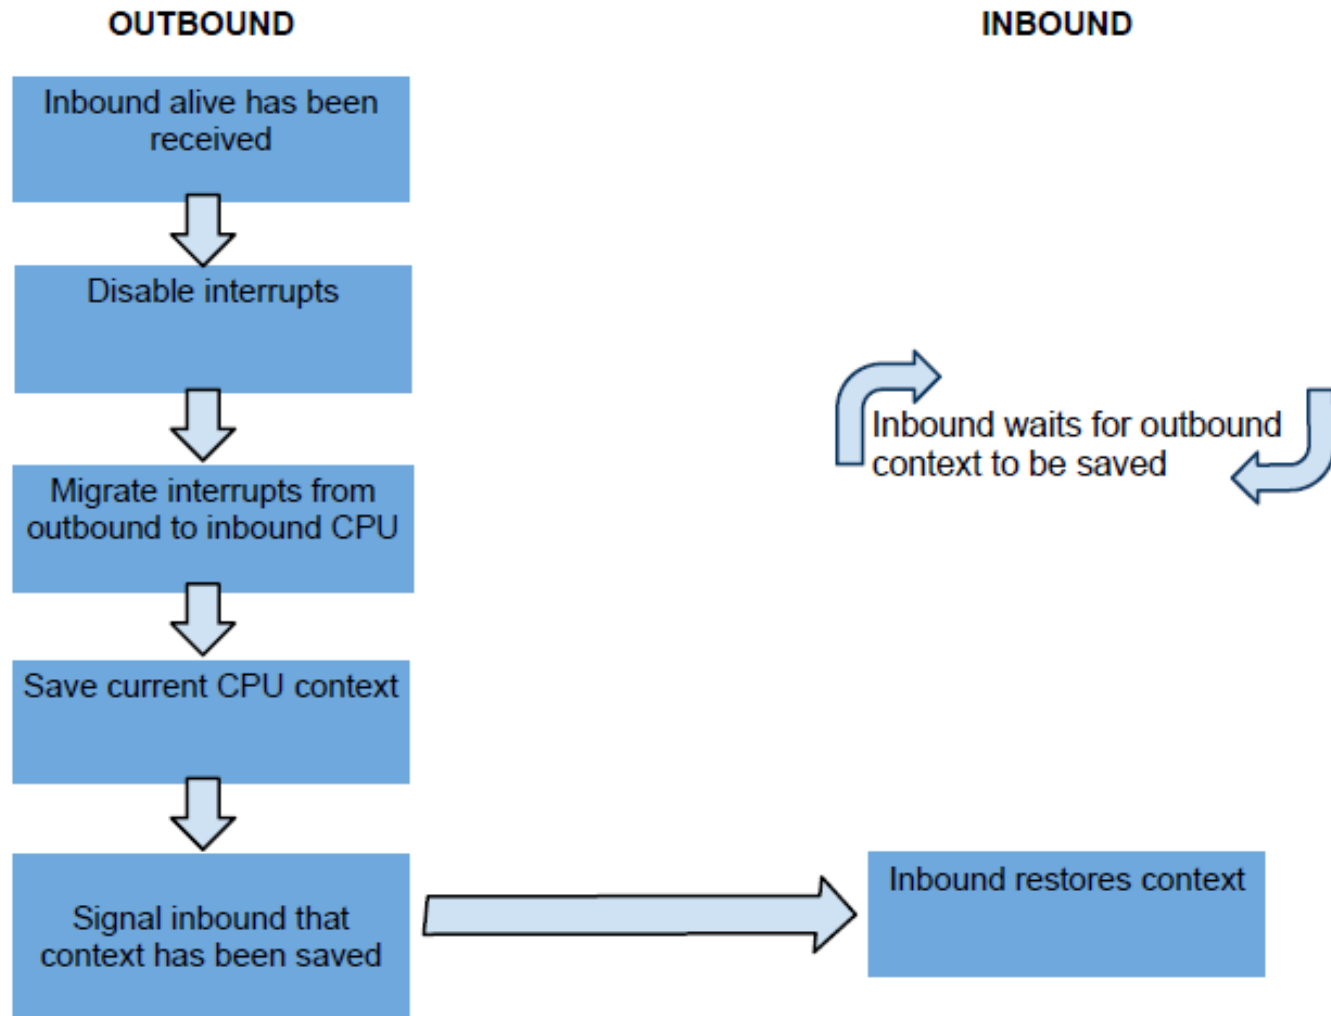 OUTBOUND
INBOUND
Inbound alive has been
received
Disable interrupts
Inbound waits for outbound
context to be saved
Migrate interrupts from
outbound to inbound CPU
Save current CPU context
Signal inbound that
context has been saved
Inbound restores context